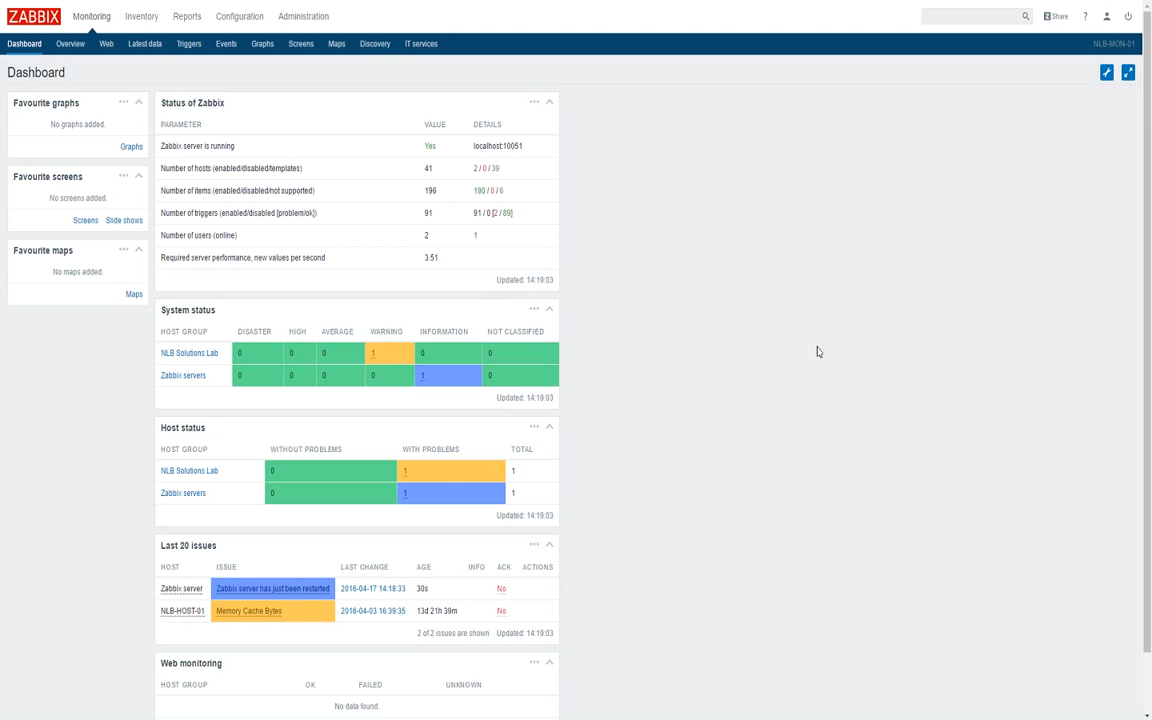 ZABBIX Monitoring Inventory Reports Configuration Administration Share ?
Dashboard Overview Web Latest data Triggers Events Graphs Screens Maps Discovery IT services NLB-MON-01
Dashboard
Favourite graphs
No graphs added.
Graphs
Favourite screens
No screens added.
Screens Slide shows
Favourite maps
No maps added.
Maps
Status of Zabbix
PARAMETER VALUE DETAILS
Zabbix server is running Yes localhost:10051
Number of hosts (enabled/disabled/templates) 41 2 / 0 / 39
Number of items (enabled/disabled/not supported) 196 190 / 0 / 6
Number of triggers (enabled/disabled [problem/ok]) 91 91 / 0 [2 / 89]
Number of users (online) 2 1
Required server performance, new values per second 3.51
Updated: 14:19:03
System status
HOST GROUP DISASTER HIGH AVERAGE WARNING INFORMATION NOT CLASSIFIED
NLB Solutions Lab 0 0 0 1 0 0
Zabbix servers 0 0 0 0 1 0
Updated: 14:19:03
Host status
HOST GROUP WITHOUT PROBLEMS WITH PROBLEMS TOTAL
NLB Solutions Lab 0 1 1
Zabbix servers 0 1 1
Updated: 14:19:03
Last 20 issues
HOST ISSUE LAST CHANGE AGE INFO ACK ACTIONS
Zabbix server Zabbix server has just been restarted 2016-04-17 14:18:33 30s No
NLB-HOST-01 Memory Cache Bytes 2016-04-03 16:39:35 13d 21h 39m No
2 of 2 issues are shown Updated: 14:19:03
Web monitoring
HOST GROUP OK FAILED UNKNOWN
No data found.